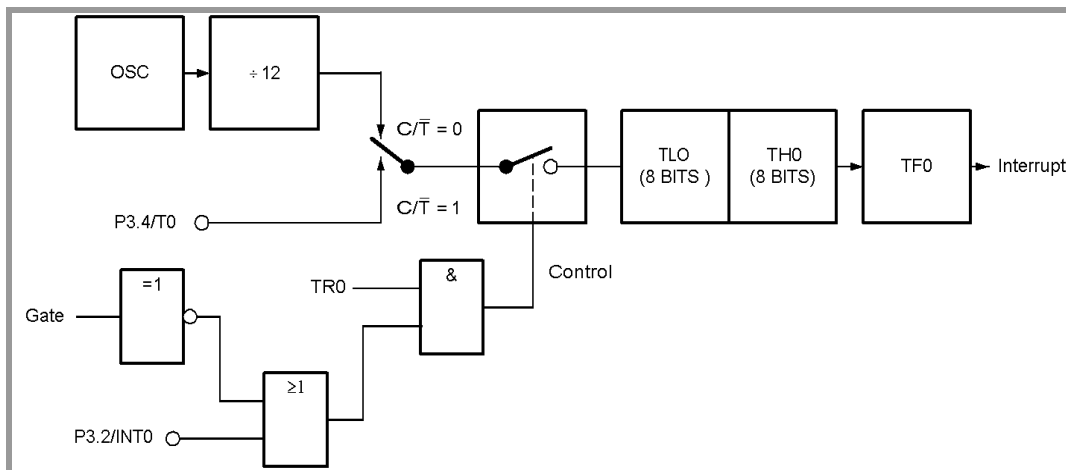 OSC
÷ 12
C/T̅ = 0
C/T̅ = 1
P3.4/T0
TLO
(8 BITS )
TH0
(8 BITS)
TF0
Interrupt
Control
TR0
&
=1
Gate
≥1
P3.2/INT0